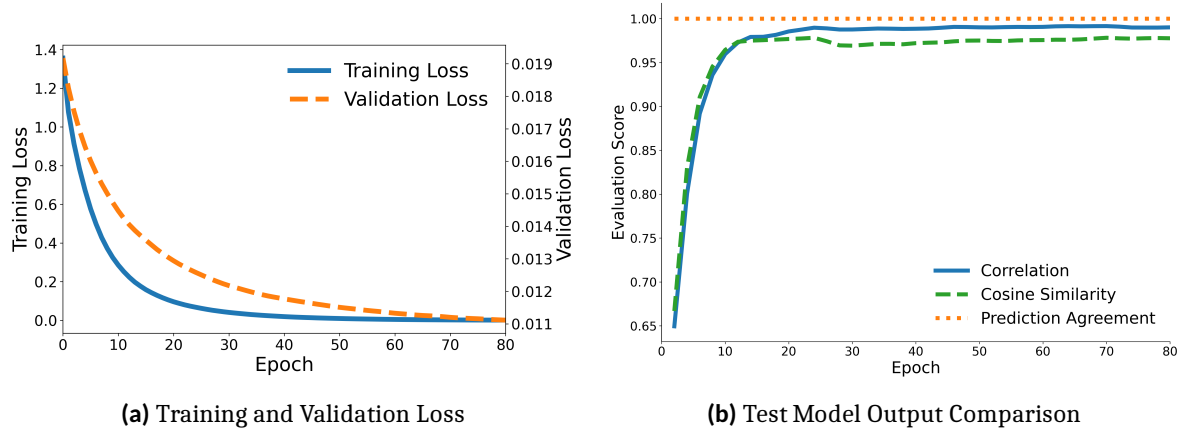 1.4
1.2
1.0
0.8
0.6
0.4
0.2
0.0
Training Loss
0 10 20 30 40 50 60 70 80
Epoch
0.019
0.018
0.017
0.016
0.015
0.014
0.013
0.012
0.011
Validation Loss
Training Loss
Validation Loss
(a) Training and Validation Loss
1.00
0.95
0.90
0.85
0.80
0.75
0.70
0.65
Evaluation Score
0 10 20 30 40 50 60 70 80
Epoch
Correlation
Cosine Similarity
Prediction Agreement
(b) Test Model Output Comparison